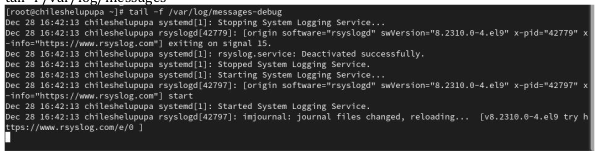 tail -f /var/log/messages
[root@chileshelupupa ~]# tail -f /var/log/messages-debug
Dec 28 16:42:13 chileshelupupa systemd[1]: Stopping System Logging Service...
Dec 28 16:42:13 chileshelupupa rsyslogd[42779]: [origin software="rsyslogd" swVersion="8.2310.0-4.el9" x-pid="42779" x
-info="https://www.rsyslog.com"] exiting on signal 15.
Dec 28 16:42:13 chileshelupupa systemd[1]: rsyslog.service: Deactivated successfully.
Dec 28 16:42:13 chileshelupupa systemd[1]: Stopped System Logging Service.
Dec 28 16:42:13 chileshelupupa systemd[1]: Starting System Logging Service...
Dec 28 16:42:13 chileshelupupa rsyslogd[42797]: [origin software="rsyslogd" swVersion="8.2310.0-4.el9" x-pid="42797" x
-info="https://www.rsyslog.com"] start
Dec 28 16:42:13 chileshelupupa systemd[1]: Started System Logging Service.
Dec 28 16:42:13 chileshelupupa rsyslogd[42797]: imjournal: journal files changed, reloading...  [v8.2310.0-4.el9 try h
ttps://www.rsyslog.com/e/0 ]